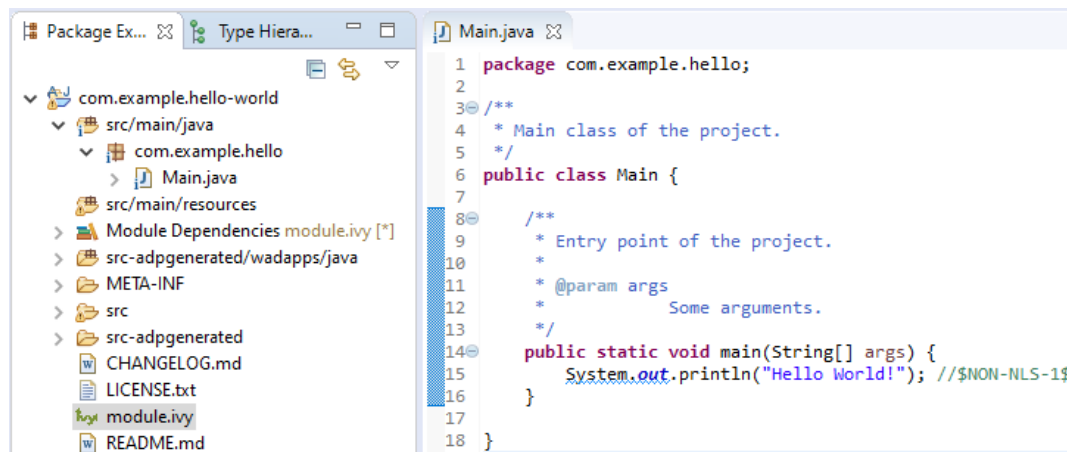 Package Ex...
Type Hiera...
com.example.hello-world
src/main/java
com.example.hello
Main.java
src/main/resources
Module Dependencies module.ivy [*]
src-adpgenerated/wadapps/java
META-INF
src
src-adpgenerated
CHANGELOG.md
LICENSE.txt
module.ivy
README.md
Main.java
1 package com.example.hello;
2
3 /**
4 * Main class of the project.
5 */
6 public class Main {
7
8 /**
9 * Entry point of the project.
10 *
11 * @param args
12 * Some arguments.
13 */
14 public static void main(String[] args) {
15 System.out.println("Hello World!"); //$NON-NLS-1$
16 }
17
18 }